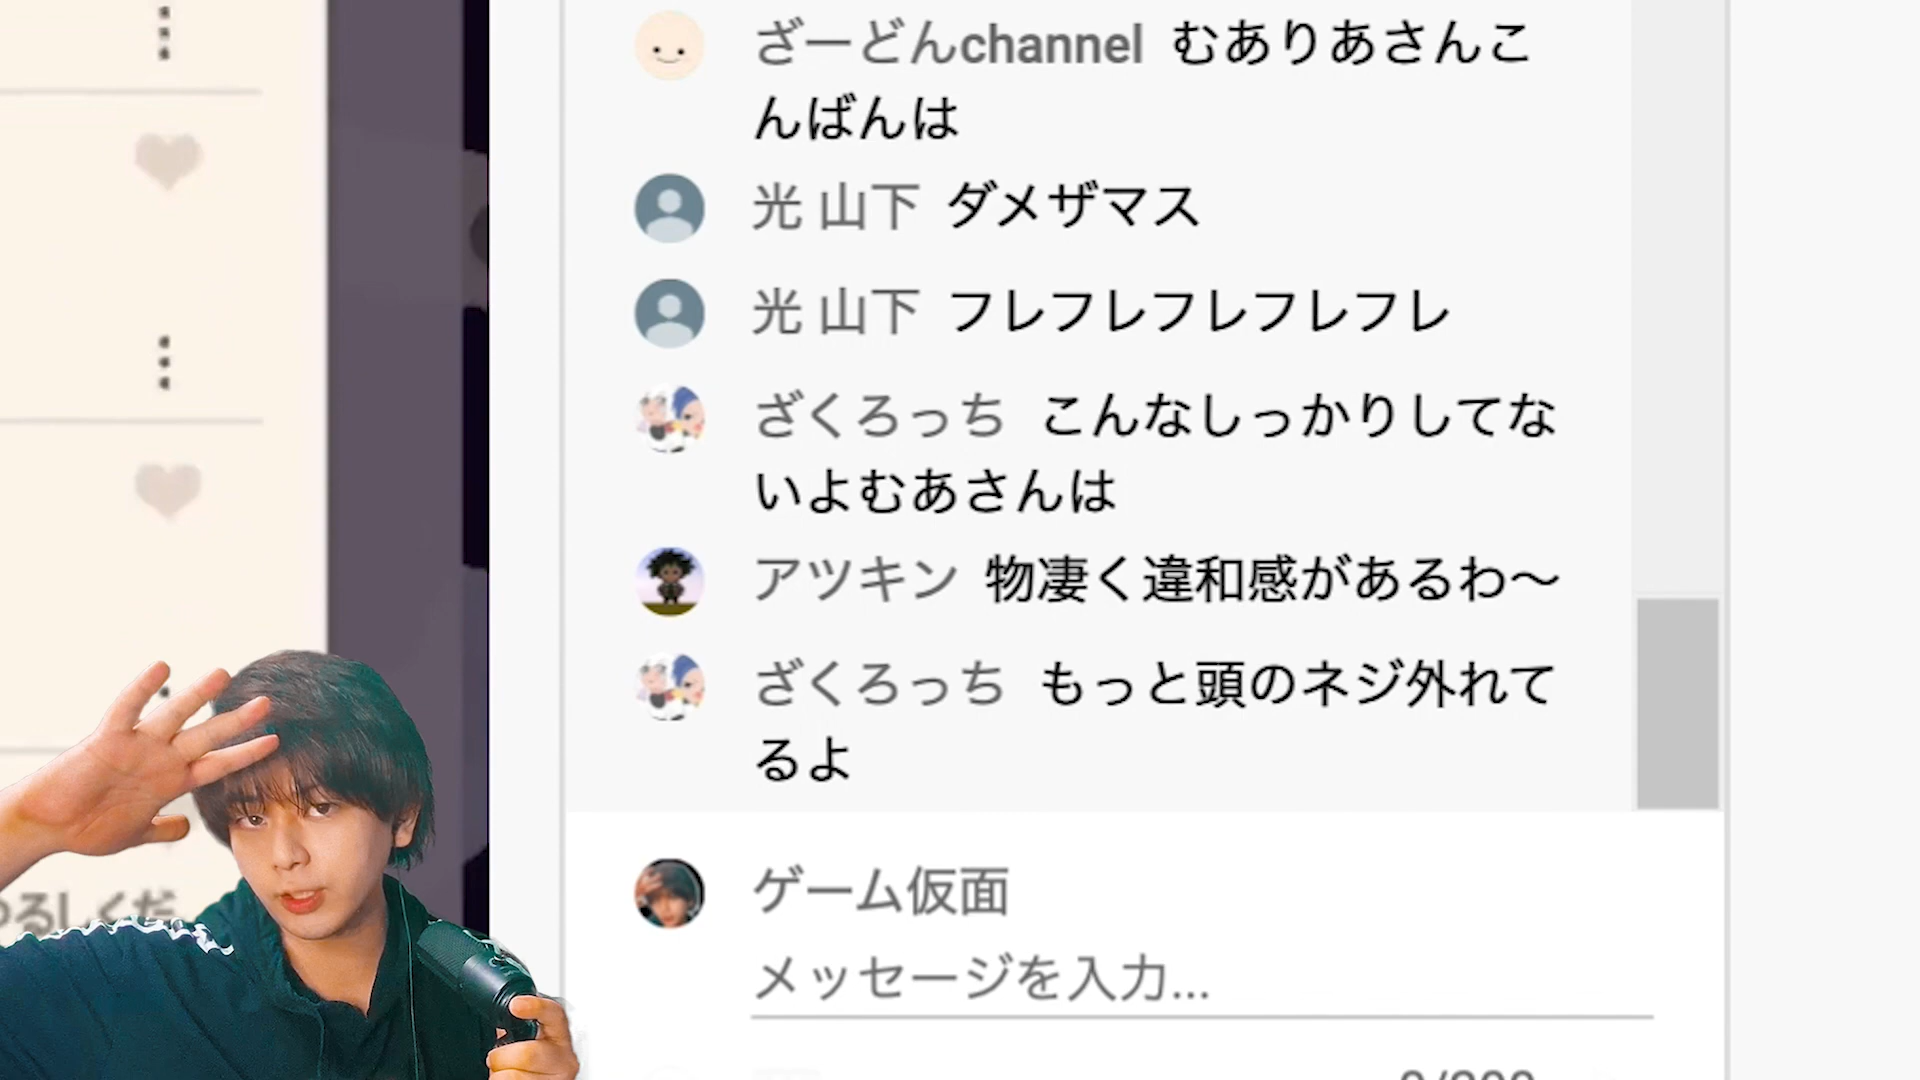 ざーどんchannel むありあさんこ
んばんは
光 山下 ダメザマス
光 山下 フレフレフレフレフレ
ざくろっち こんなしっかりしてな
いよむあさんは
アツキン 物凄く違和感があるわ〜
ざくろっち もっと頭のネジ外れて
るよ
ゲーム仮面
メッセージを入力...